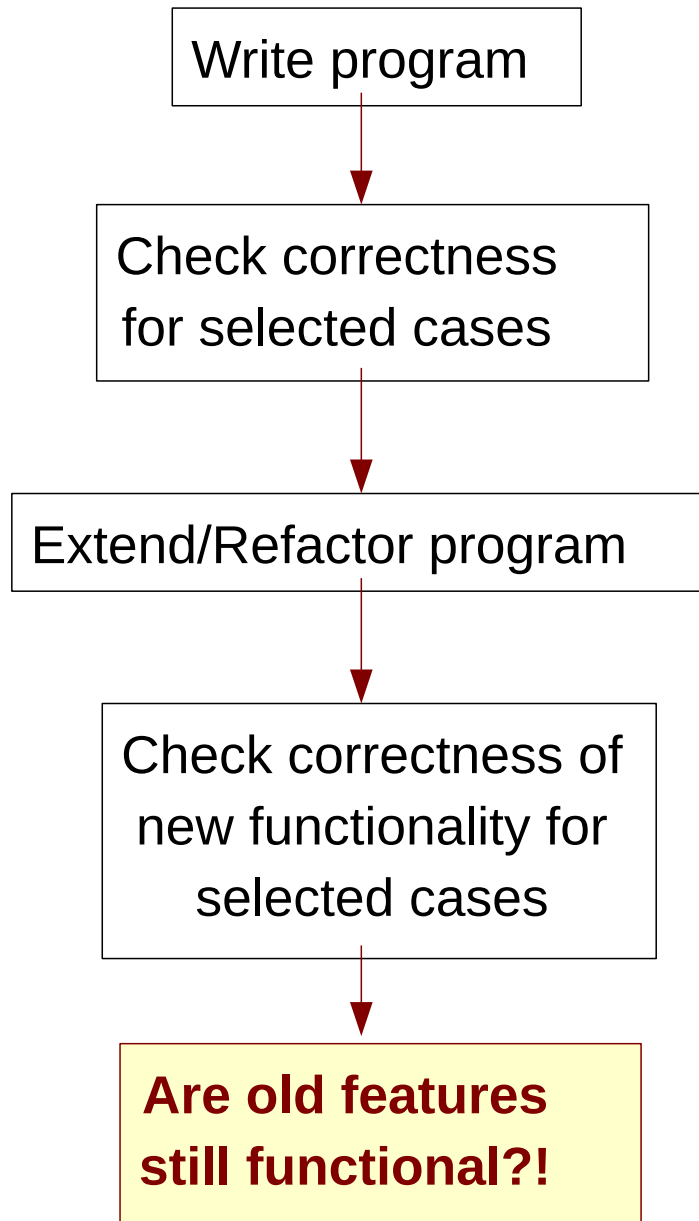 Write program
Check correctness
for selected cases
Extend/Refactor program
Check correctness of
new functionality for
selected cases
Are old features
still functional?!